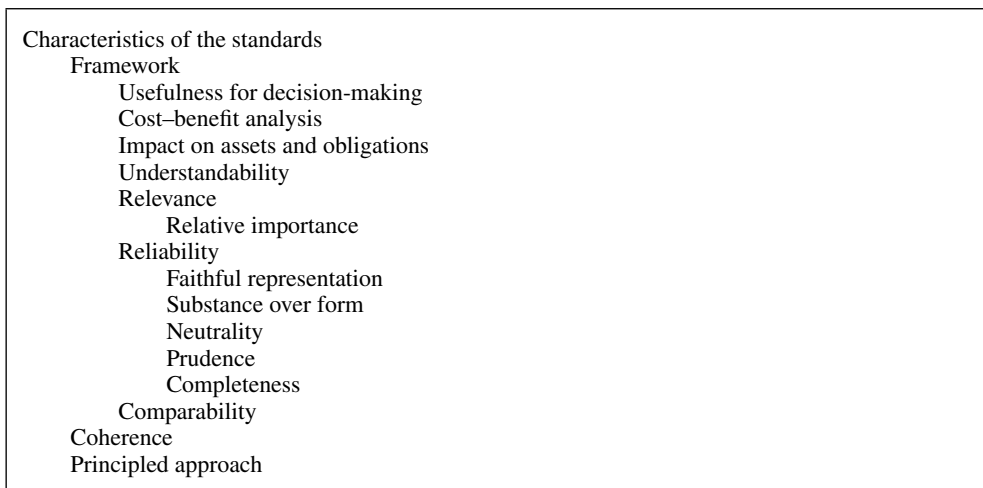 Characteristics of the standards
Framework
Usefulness for decision-making
Cost–benefit analysis
Impact on assets and obligations
Understandability
Relevance
Relative importance
Reliability
Faithful representation
Substance over form
Neutrality
Prudence
Completeness
Comparability
Coherence
Principled approach